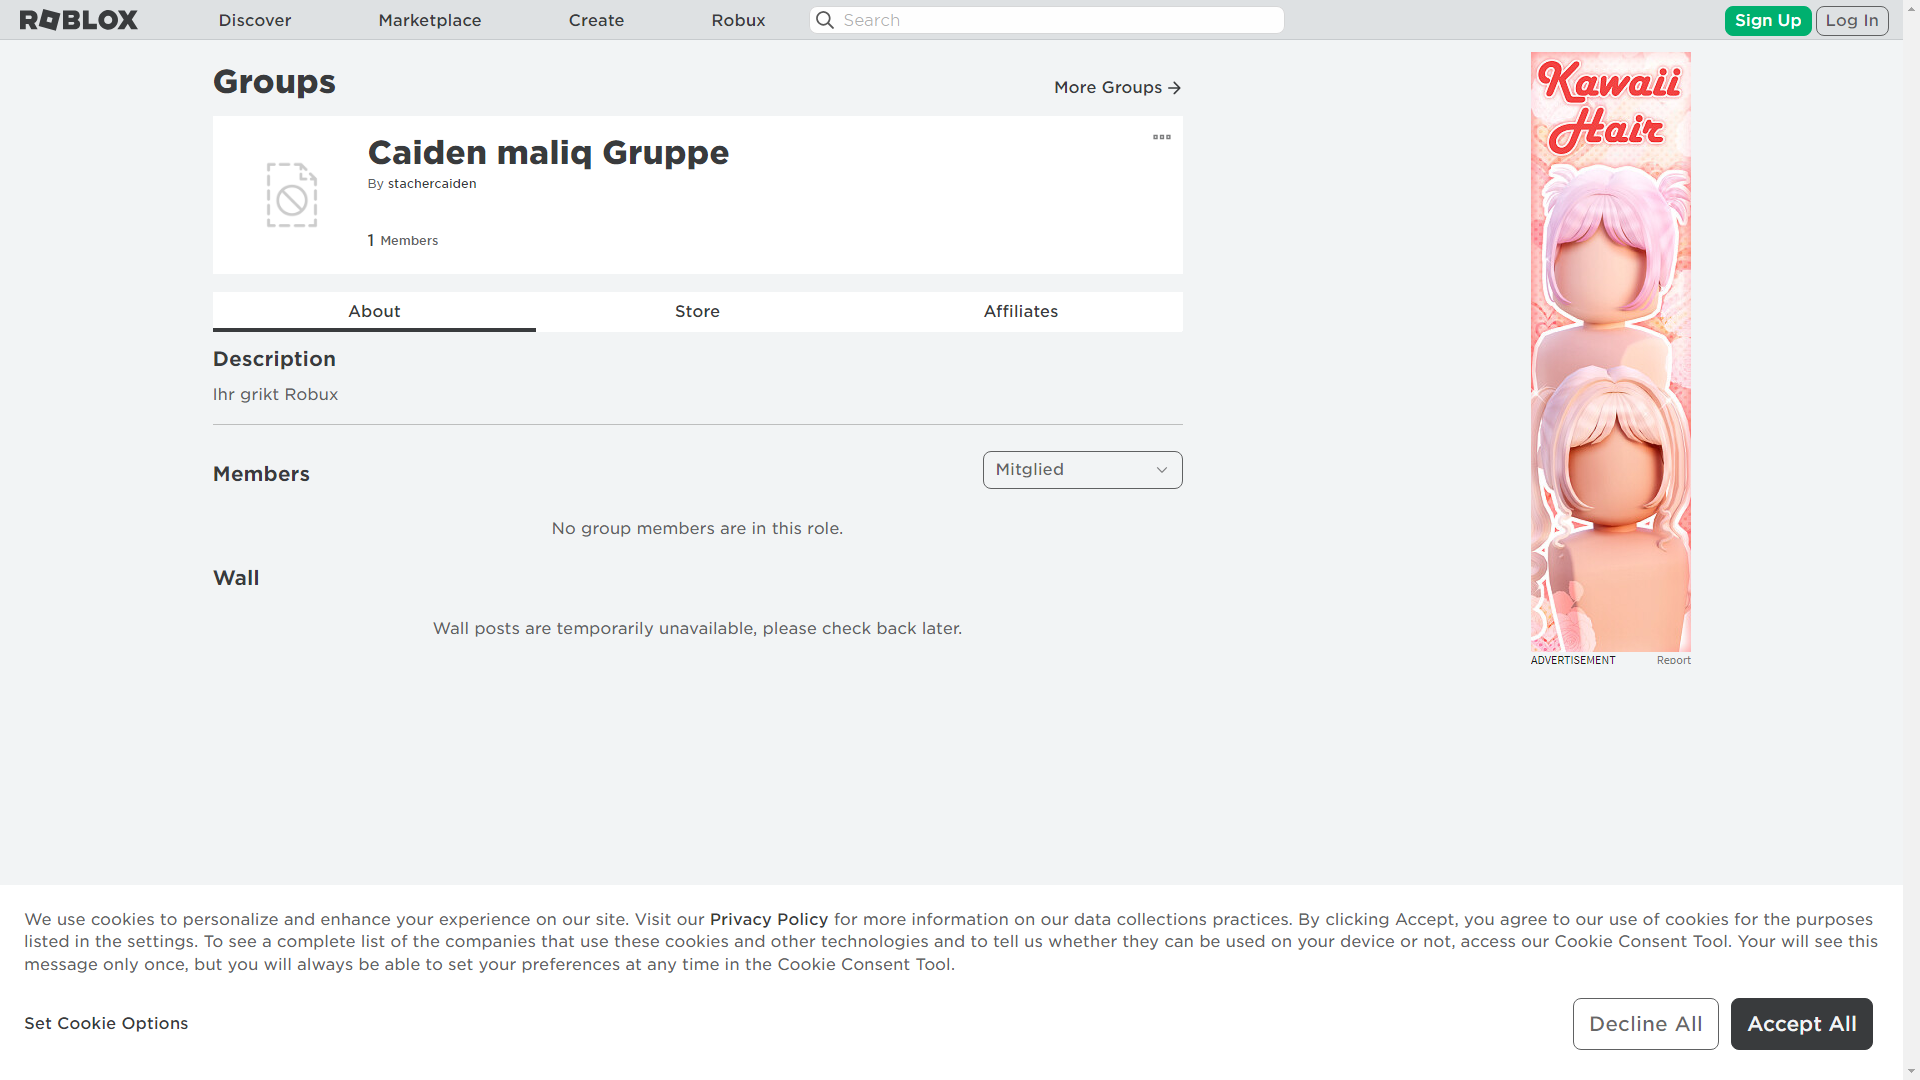 ROBLOX
Discover
Marketplace
Create
Robux
Search
Sign Up
Log In
Groups
More Groups
Caiden maliq Gruppe
By stachercaiden
1 Members
About
Store
Affiliates
Description
Ihr grikt Robux
Members
Mitglied
No group members are in this role.
Wall
Wall posts are temporarily unavailable, please check back later.
Kawaii
Hair
ADVERTISEMENT
Report
We use cookies to personalize and enhance your experience on our site. Visit our Privacy Policy for more information on our data collections practices. By clicking Accept, you agree to our use of cookies for the purposes
listed in the settings. To see a complete list of the companies that use these cookies and other technologies and to tell us whether they can be used on your device or not, access our Cookie Consent Tool. Your will see this
message only once, but you will always be able to set your preferences at any time in the Cookie Consent Tool.
Set Cookie Options
Decline All
Accept All